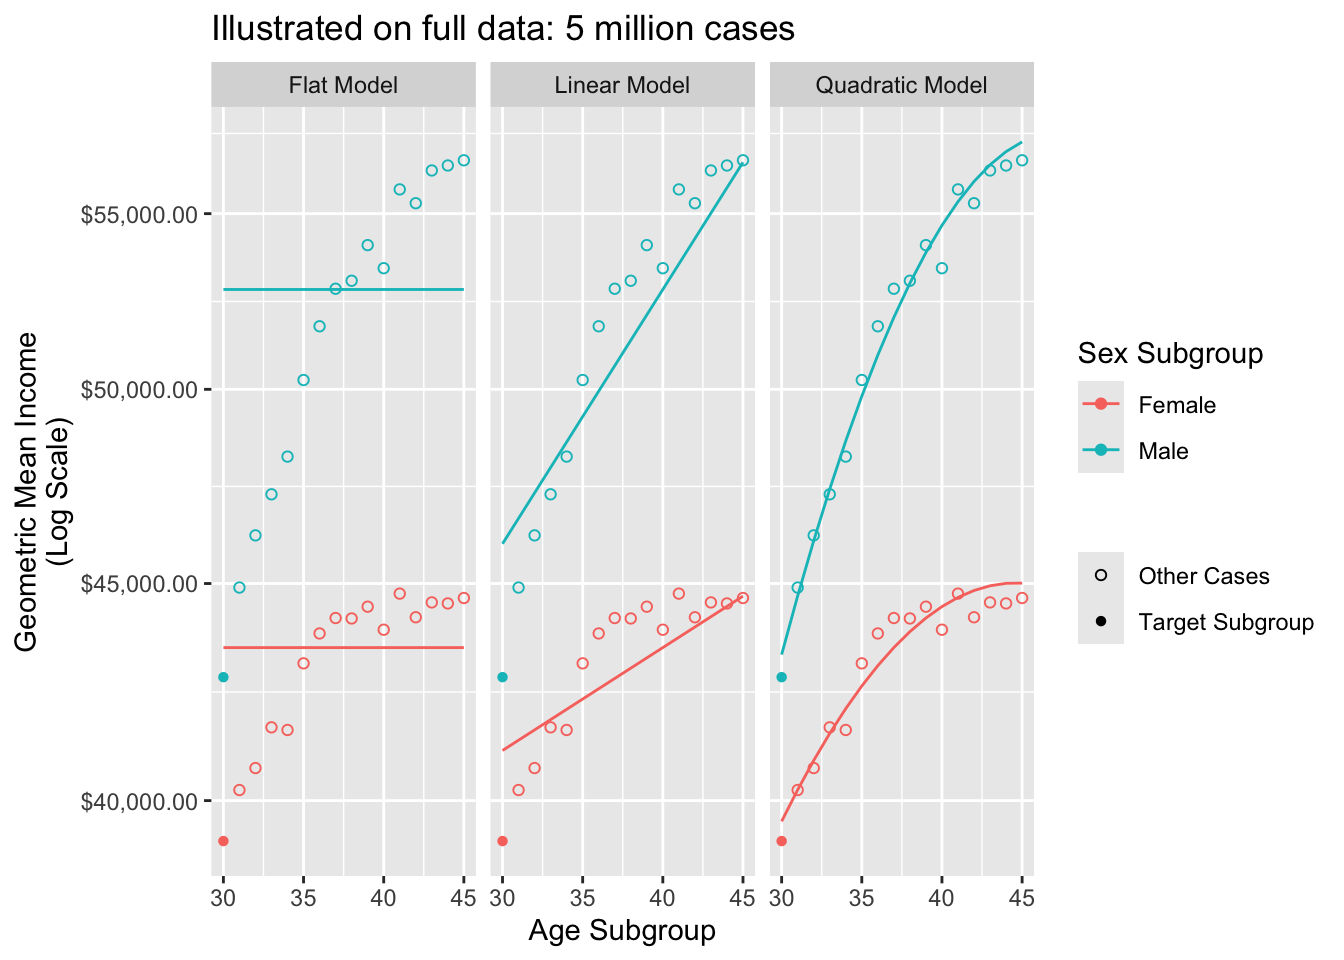 Illustrated on full data: 5 million cases
Flat Model
Linear Model
Quadratic Model
Geometric Mean Income
(Log Scale)
$55,000.00
$50,000.00
$45,000.00
$40,000.00
30 35 40 45
30 35 40 45
30 35 40 45
Age Subgroup
Sex Subgroup
Female
Male
Other Cases
Target Subgroup